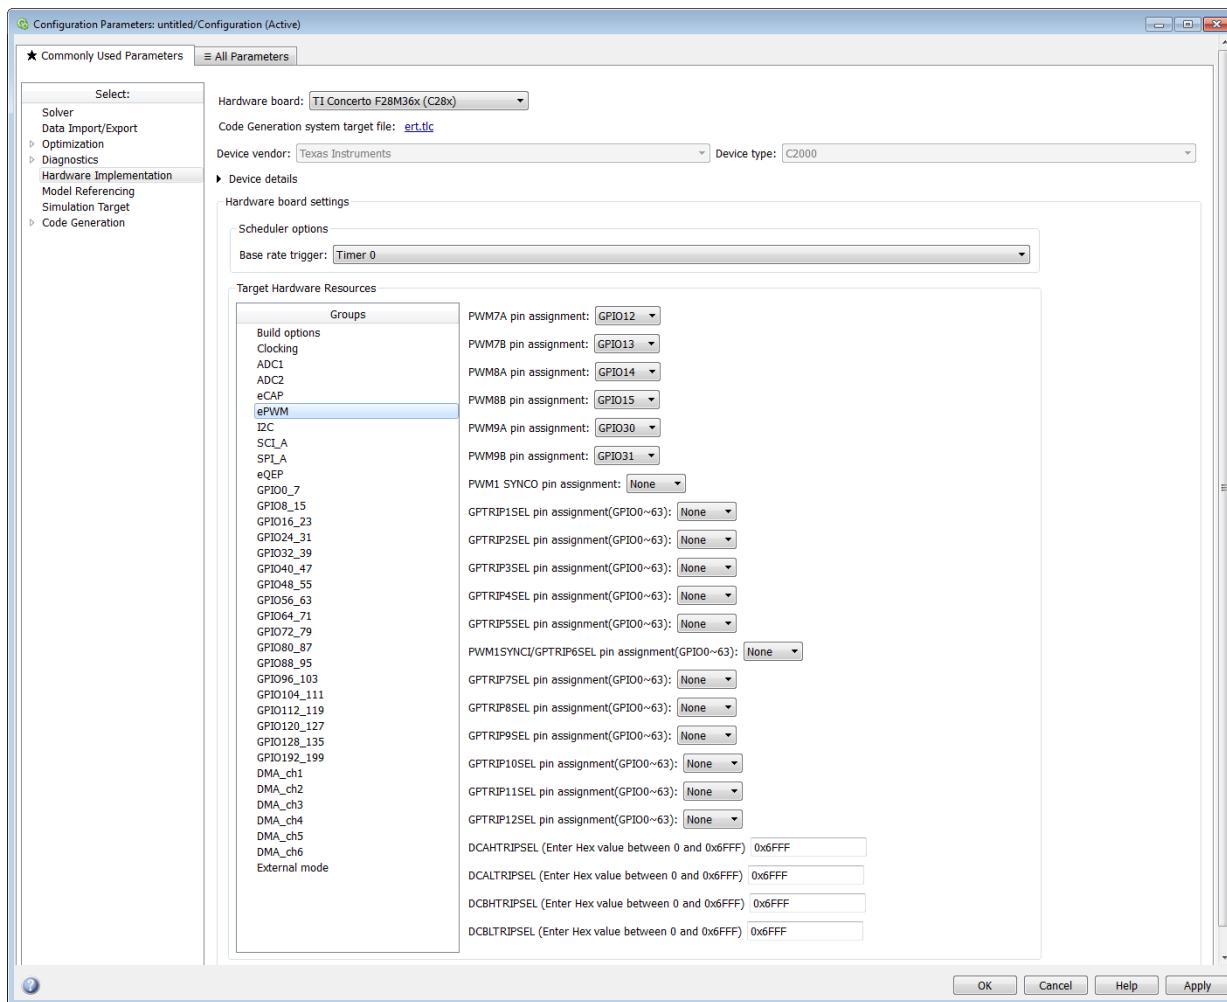 Configuration Parameters: untitled/Configuration (Active)
★ Commonly Used Parameters
≡ All Parameters
Select:
Solver
Data Import/Export
Optimization
Diagnostics
Hardware Implementation
Model Referencing
Simulation Target
Code Generation
Hardware board: TI Concerto F28M36x (C28x)
Code Generation system target file: ert.tlc
Device vendor: Texas Instruments Device type: C2000
Device details
Hardware board settings
Scheduler options
Base rate trigger: Timer 0
Target Hardware Resources
Groups
Build options
Clocking
ADC1
ADC2
eCAP
ePWM
I2C
SCI_A
SPI_A
eQEP
GPIO0_7
GPIO8_15
GPIO16_23
GPIO24_31
GPIO32_39
GPIO40_47
GPIO48_55
GPIO56_63
GPIO64_71
GPIO72_79
GPIO80_87
GPIO88_95
GPIO96_103
GPIO104_111
GPIO112_119
GPIO120_127
GPIO128_135
GPIO192_199
DMA_ch1
DMA_ch2
DMA_ch3
DMA_ch4
DMA_ch5
DMA_ch6
External mode
PWM7A pin assignment: GPIO12
PWM7B pin assignment: GPIO13
PWM8A pin assignment: GPIO14
PWM8B pin assignment: GPIO15
PWM9A pin assignment: GPIO30
PWM9B pin assignment: GPIO31
PWM1 SYNCO pin assignment: None
GPTRIP1SEL pin assignment(GPIO0~63): None
GPTRIP2SEL pin assignment(GPIO0~63): None
GPTRIP3SEL pin assignment(GPIO0~63): None
GPTRIP4SEL pin assignment(GPIO0~63): None
GPTRIP5SEL pin assignment(GPIO0~63): None
PWM1SYNCI/GPTRIP6SEL pin assignment(GPIO0~63): None
GPTRIP7SEL pin assignment(GPIO0~63): None
GPTRIP8SEL pin assignment(GPIO0~63): None
GPTRIP9SEL pin assignment(GPIO0~63): None
GPTRIP10SEL pin assignment(GPIO0~63): None
GPTRIP11SEL pin assignment(GPIO0~63): None
GPTRIP12SEL pin assignment(GPIO0~63): None
DCAHTRIPSEL (Enter Hex value between 0 and 0x6FFF) 0x6FFF
DCALTRIPSEL (Enter Hex value between 0 and 0x6FFF) 0x6FFF
DCBHTRIPSEL (Enter Hex value between 0 and 0x6FFF) 0x6FFF
DCBLTRIPSEL (Enter Hex value between 0 and 0x6FFF) 0x6FFF
OK Cancel Help Apply